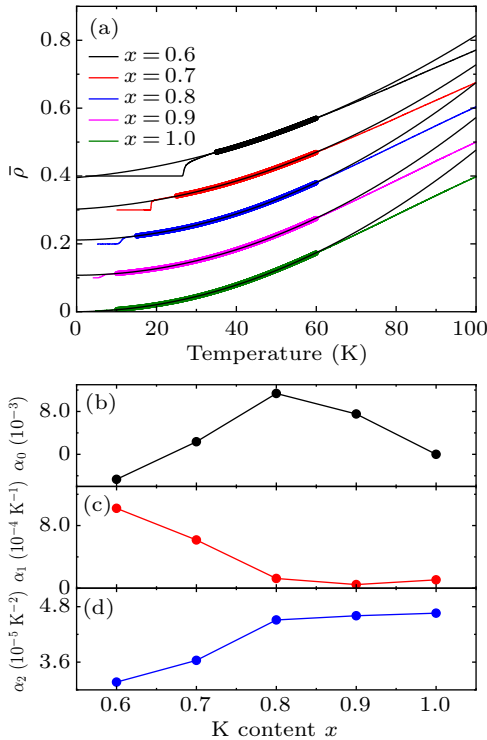 (a)
x = 0.6
x = 0.7
x = 0.8
x = 0.9
x = 1.0
0.8
0.6
0.4
0.2
0
ρ̄
0 20 40 60 80 100
Temperature (K)
(b)
8.0
0
α₀ (10⁻³)
(c)
8.0
0
α₁ (10⁻⁴ K⁻¹)
(d)
4.8
3.6
α₂ (10⁻⁵ K⁻²)
0.6 0.7 0.8 0.9 1.0
K content x